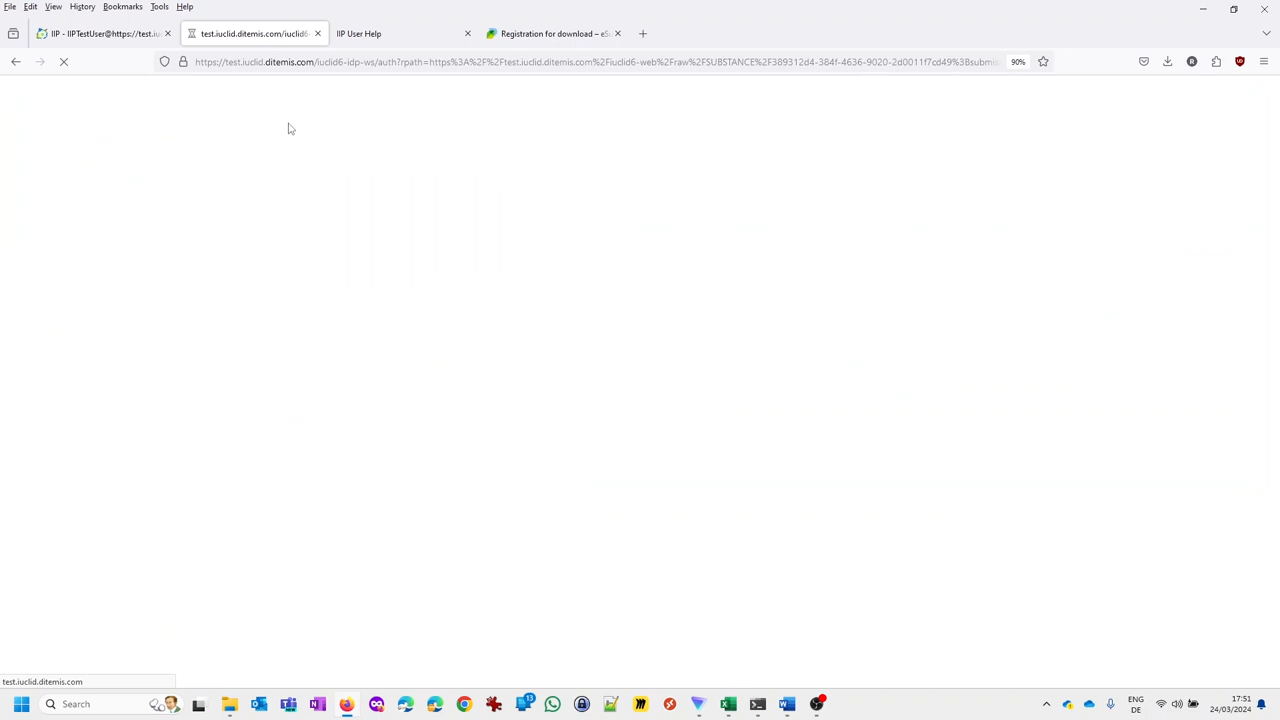 File Edit View History Bookmarks Tools Help
IIP - IIPTestUser@https://test.iu
test.iuclid.ditemis.com/iuclid6-
IIP User Help
Registration for download – eS
https://test.iuclid.ditemis.com/iuclid6-idp-ws/auth?rpath=https%3A%2F%2Ftest.iuclid.ditemis.com%2Fiuclid6-web%2Fraw%2FSUBSTANCE%2F389312d4-384f-4636-9020-2d0011f7cd49%3Bsubmis
90%
test.iuclid.ditemis.com
Search
13
ENG
DE
17:51
24/03/2024